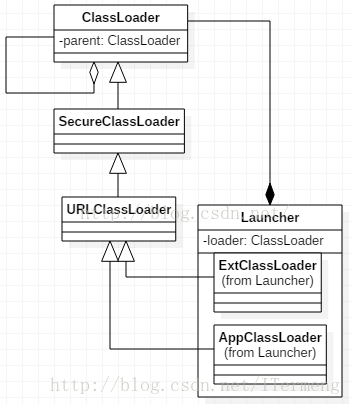 ClassLoader
-parent: ClassLoader
SecureClassLoader
URLClassLoader
http://blog.csdn.net/
Launcher
-loader: ClassLoader
ExtClassLoader
(from Launcher)
AppClassLoader
(from Launcher)
http://blog.csdn.net/ITermeng